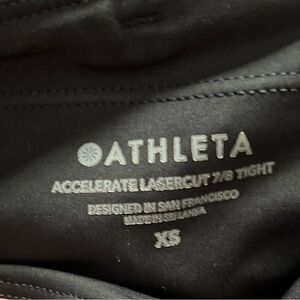 ATHLETA
ACCELERATE LASERCUT 7/8 TIGHT
DESIGNED IN SAN FRANCISCO
MADE IN SRI LANKA
XS